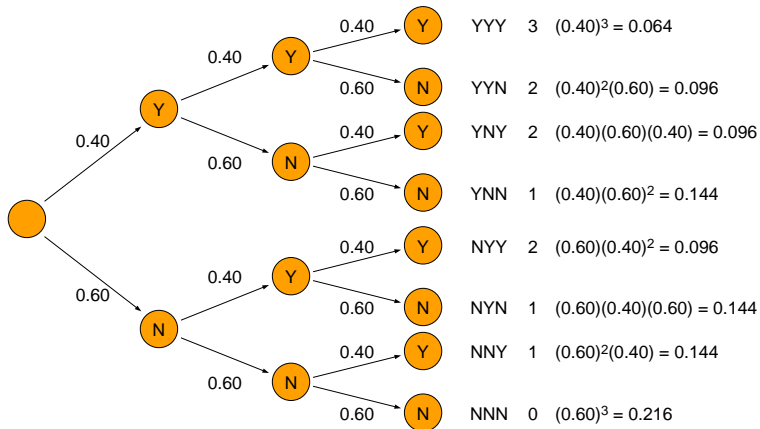 0.40 Y YYY 3 (0.40)³ = 0.064
0.40 Y
0.60 N YYN 2 (0.40)²(0.60) = 0.096
Y
0.40 Y YNY 2 (0.40)(0.60)(0.40) = 0.096
0.40
0.60 N
0.60 N YNN 1 (0.40)(0.60)² = 0.144
0.40 Y NYY 2 (0.60)(0.40)² = 0.096
0.40 Y
0.60
0.60 N NYN 1 (0.60)(0.40)(0.60) = 0.144
N
0.40 Y NNY 1 (0.60)²(0.40) = 0.144
0.60 N
0.60 N NNN 0 (0.60)³ = 0.216